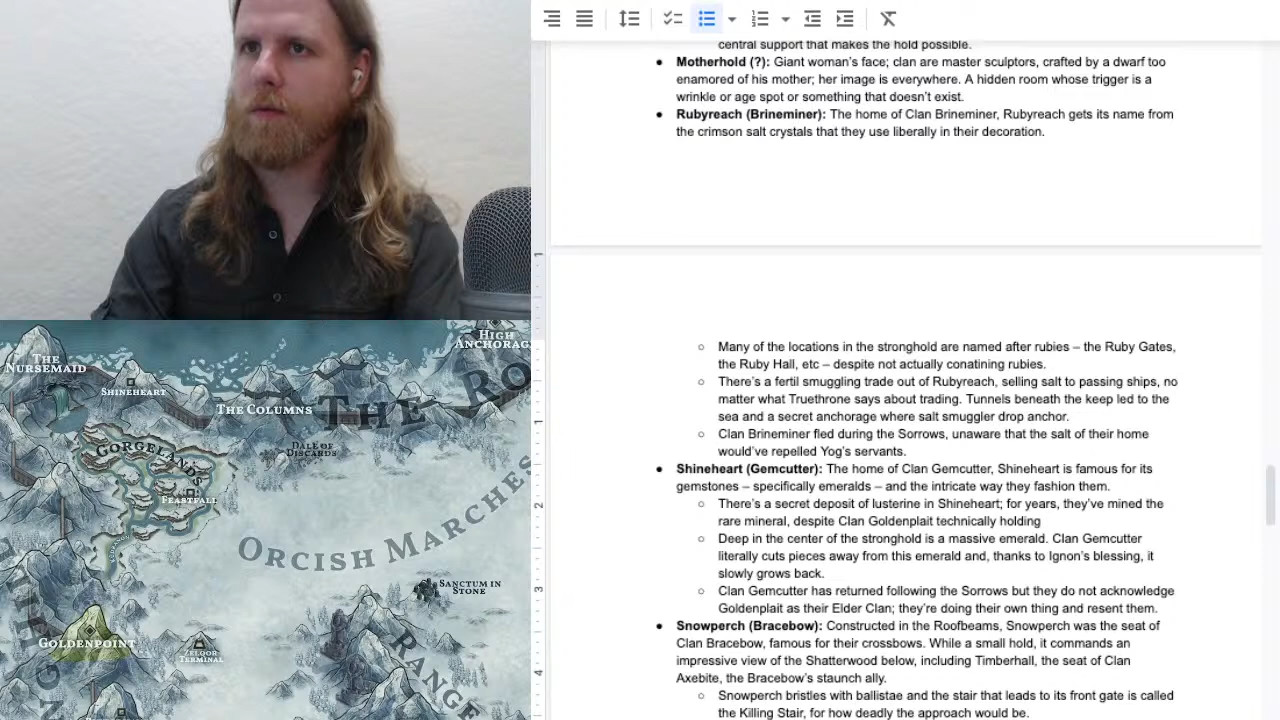 central support that makes the hold possible.
● Motherhold (?): Giant woman's face; clan are master sculptors, crafted by a dwarf too
enamored of his mother; her image is everywhere. A hidden room whose trigger is a
wrinkle or age spot or something that doesn't exist.
● Rubyreach (Brineminer): The home of Clan Brineminer, Rubyreach gets its name from
the crimson salt crystals that they use liberally in their decoration.
○ Many of the locations in the stronghold are named after rubies – the Ruby Gates,
the Ruby Hall, etc – despite not actually conatining rubies.
○ There's a fertil smuggling trade out of Rubyreach, selling salt to passing ships, no
matter what Truethrone says about trading. Tunnels beneath the keep led to the
sea and a secret anchorage where salt smuggler drop anchor.
○ Clan Brineminer fled during the Sorrows, unaware that the salt of their home
would've repelled Yog's servants.
● Shineheart (Gemcutter): The home of Clan Gemcutter, Shineheart is famous for its
gemstones – specifically emeralds – and the intricate way they fashion them.
○ There's a secret deposit of lusterine in Shineheart; for years, they've mined the
rare mineral, despite Clan Goldenplait technically holding
○ Deep in the center of the stronghold is a massive emerald. Clan Gemcutter
literally cuts pieces away from this emerald and, thanks to Ignon's blessing, it
slowly grows back.
○ Clan Gemcutter has returned following the Sorrows but they do not acknowledge
Goldenplait as their Elder Clan; they're doing their own thing and resent them.
● Snowperch (Bracebow): Constructed in the Roofbeams, Snowperch was the seat of
Clan Bracebow, famous for their crossbows. While a small hold, it commands an
impressive view of the Shatterwood below, including Timberhall, the seat of Clan
Axebite, the Bracebow's staunch ally.
○ Snowperch bristles with ballistae and the stair that leads to its front gate is called
the Killing Stair, for how deadly the approach would be.
1
1
2
3
4
The
Nursemaid
High
Anchorag
Shineheart
The Columns
The Ro
Dale of
Discards
Gorgelands
Feastfall
Orcish Marches
Sanctum in
Stone
Goldenpoint
Zeloor
Terminal
Range